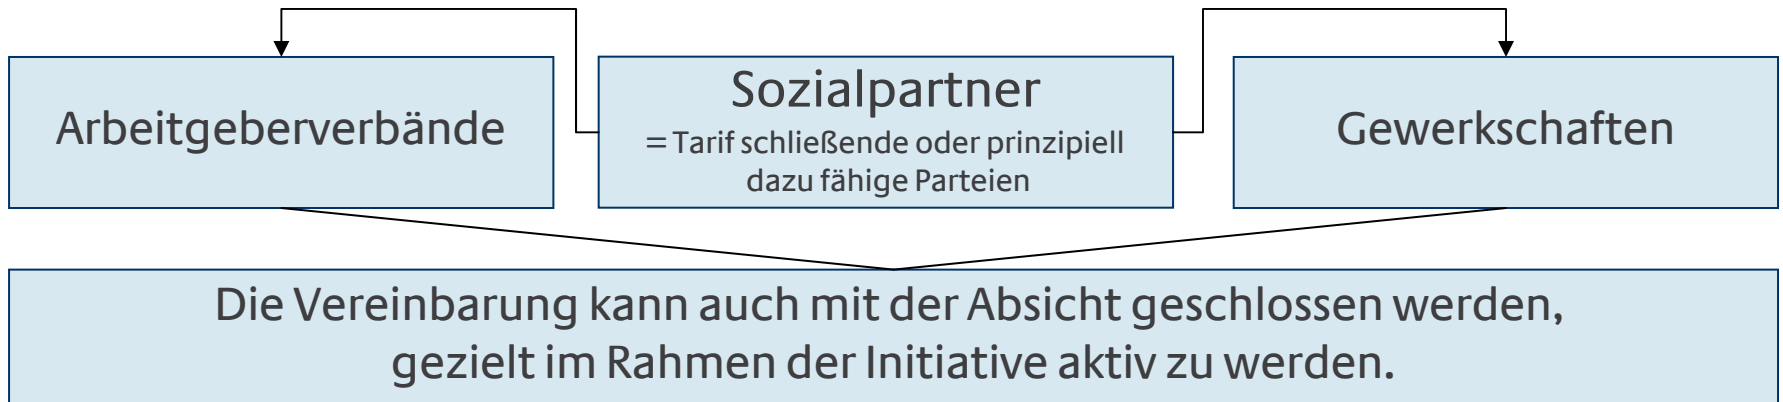 Arbeitgeberverbände
Sozialpartner
= Tarif schließende oder prinzipiell
dazu fähige Parteien
Gewerkschaften
Die Vereinbarung kann auch mit der Absicht geschlossen werden,
gezielt im Rahmen der Initiative aktiv zu werden.